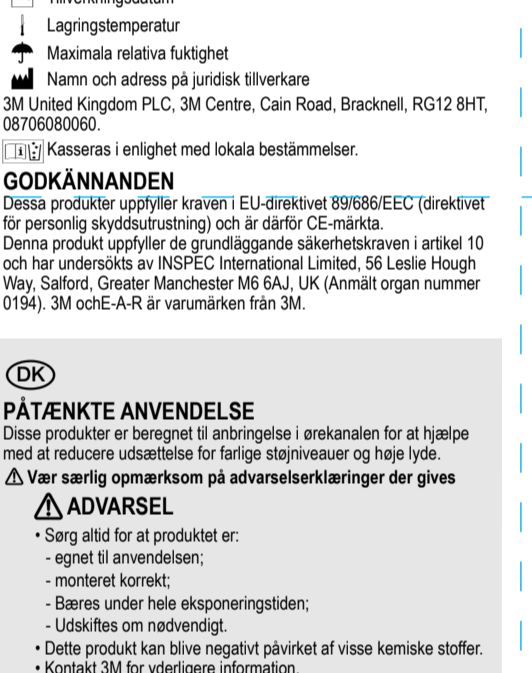 Tillverkningsdatum
Lagringstemperatur
Maximala relativa fuktighet
Namn och adress på juridisk tillverkare
3M United Kingdom PLC, 3M Centre, Cain Road, Bracknell, RG12 8HT,
08706080060.
Kasseras i enlighet med lokala bestämmelser.
GODKÄNNANDEN
Dessa produkter uppfyller kraven i EU-direktivet 89/686/EEC (direktivet
för personlig skyddsutrustning) och är därför CE-märkta.
Denna produkt uppfyller de grundläggande säkerhetskraven i artikel 10
och har undersökts av INSPEC International Limited, 56 Leslie Hough
Way, Salford, Greater Manchester M6 6AJ, UK (Anmält organ nummer
0194). 3M ochE-A-R är varumärken från 3M.
DK
PÅTÆNKTE ANVENDELSE
Disse produkter er beregnet til anbringelse i ørekanalen for at hjælpe
med at reducere udsættelse for farlige støjniveauer og høje lyde.
⚠ Vær særlig opmærksom på advarselserklæringer der gives
⚠ ADVARSEL
• Sørg altid for at produktet er:
- egnet til anvendelsen;
- monteret korrekt;
- Bæres under hele eksponeringstiden;
- Udskiftes om nødvendigt.
• Dette produkt kan blive negativt påvirket af visse kemiske stoffer.
• Kontakt 3M for yderligere information.